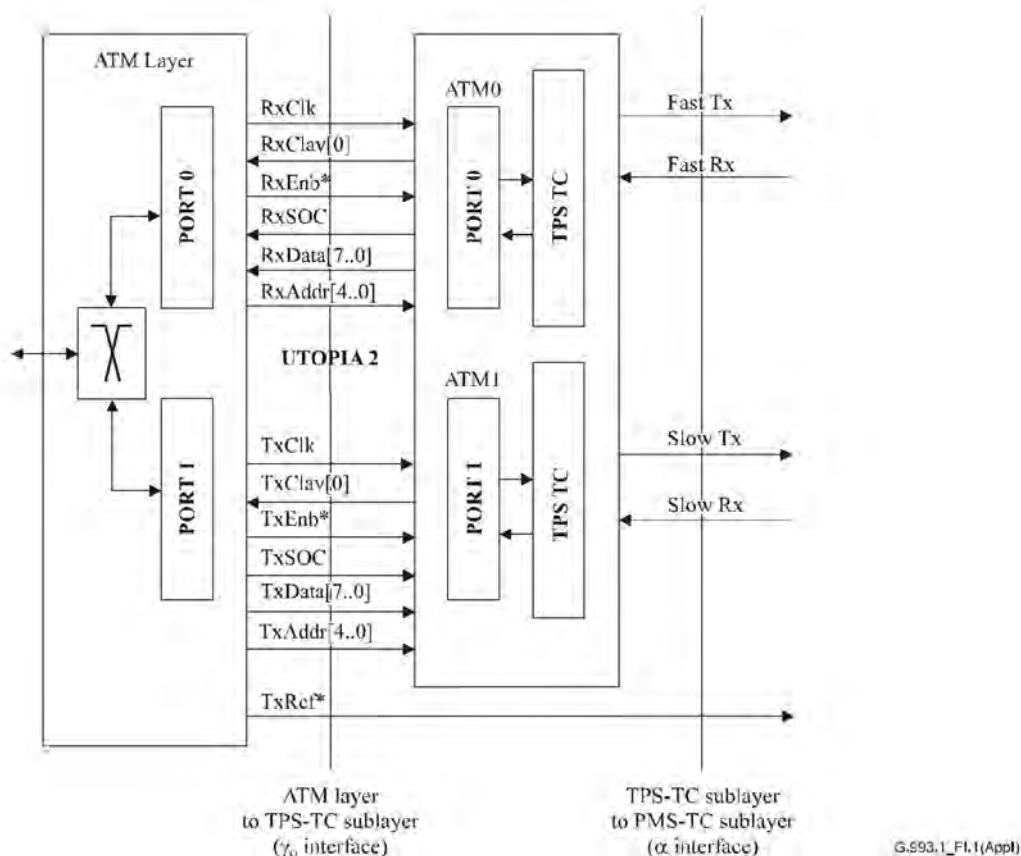 ATM Layer
PORT 0
PORT 1
RxClk
RxClav[0]
RxEnb*
RxSOC
RxData[7..0]
RxAddr[4..0]
UTOPIA 2
TxClk
TxClav[0]
TxEnb*
TxSOC
TxData[7..0]
TxAddr[4..0]
TxRef*
ATM0
PORT 0
TPS TC
ATM1
PORT 1
TPS TC
Fast Tx
Fast Rx
Slow Tx
Slow Rx
ATM layer
to TPS-TC sublayer
(γₒ interface)
TPS-TC sublayer
to PMS-TC sublayer
(α interface)
G.993.1_FI.1(AppI)